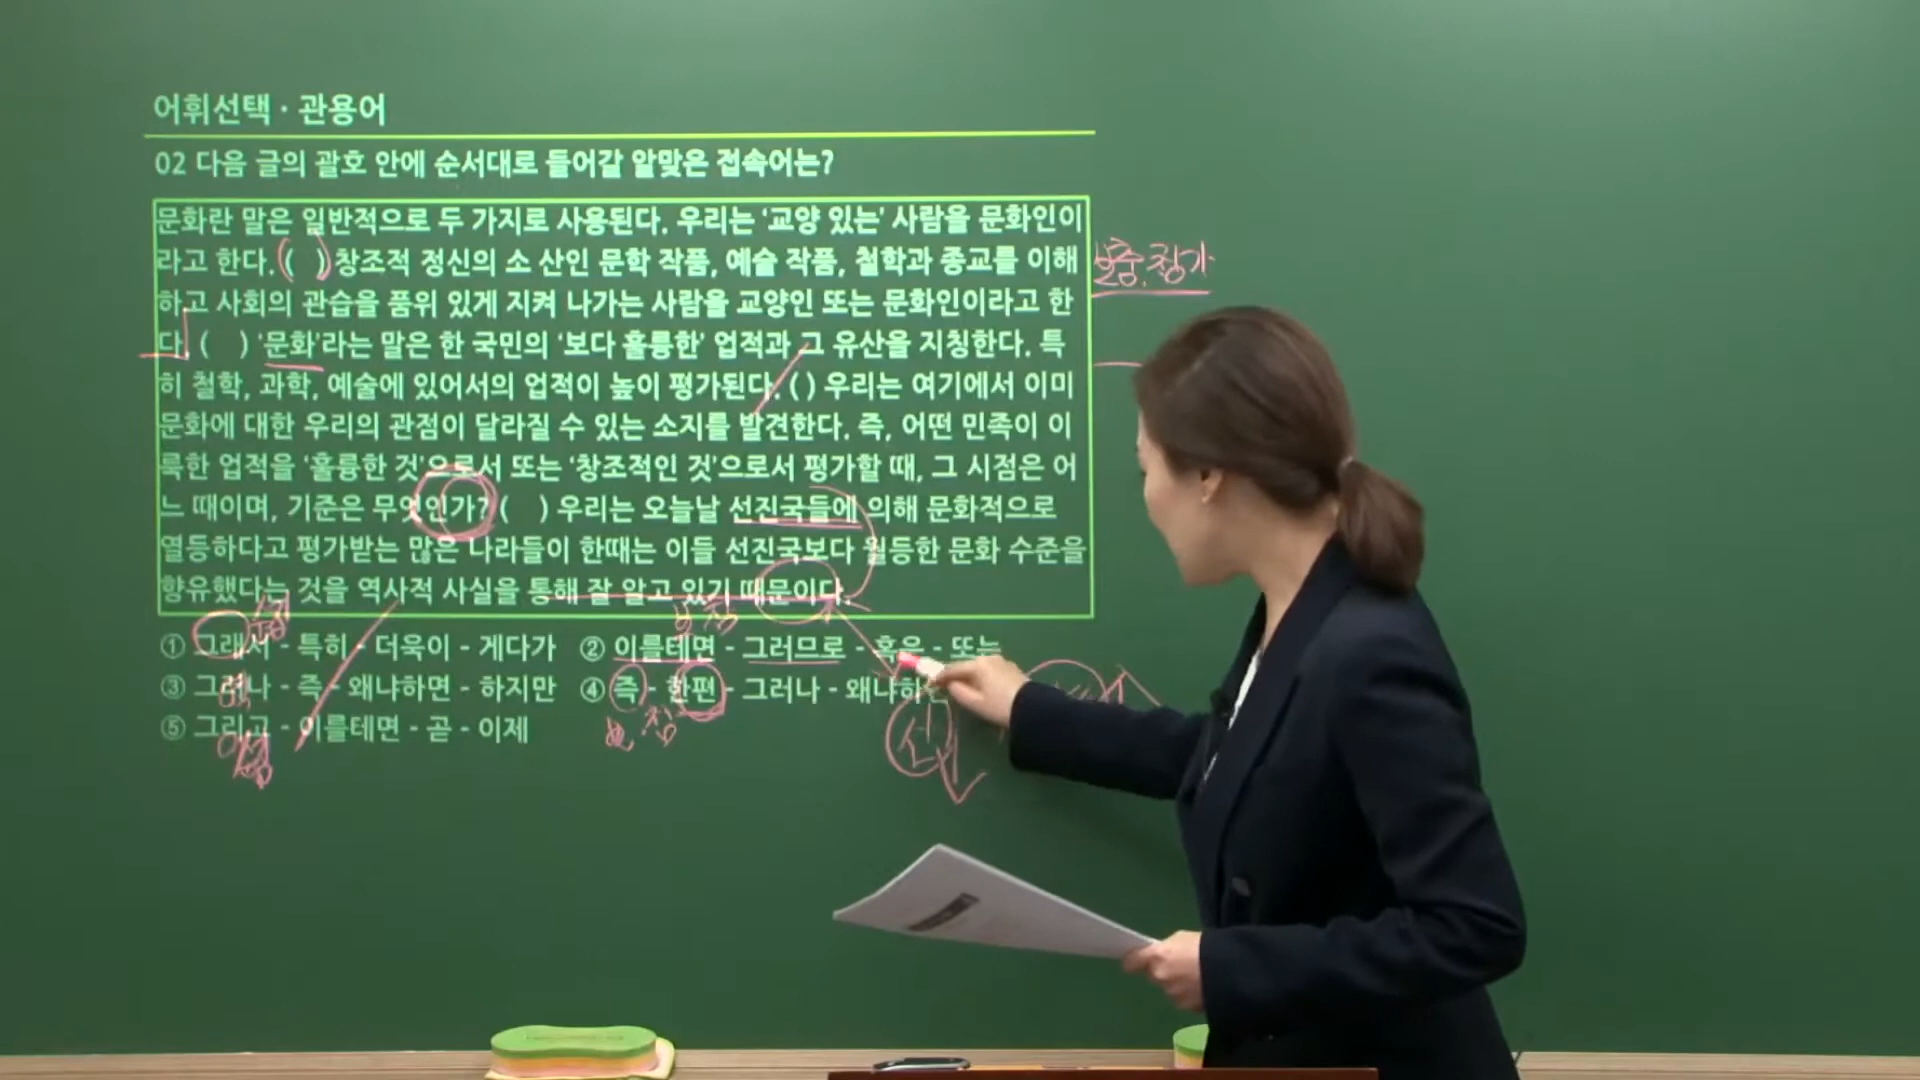 어휘선택 · 관용어
02 다음 글의 괄호 안에 순서대로 들어갈 알맞은 접속어는?
문화란 말은 일반적으로 두 가지로 사용된다. 우리는 '교양 있는' 사람을 문화인이
라고 한다. ( ) 창조적 정신의 소 산인 문학 작품, 예술 작품, 철학과 종교를 이해
하고 사회의 관습을 품위 있게 지켜 나가는 사람을 교양인 또는 문화인이라고 한
다. ( ) '문화'라는 말은 한 국민의 '보다 훌륭한' 업적과 그 유산을 지칭한다. 특
히 철학, 과학, 예술에 있어서의 업적이 높이 평가된다. ( ) 우리는 여기에서 이미
문화에 대한 우리의 관점이 달라질 수 있는 소지를 발견한다. 즉, 어떤 민족이 이
룩한 업적을 '훌륭한 것'으로서 또는 '창조적인 것'으로서 평가할 때, 그 시점은 어
느 때이며, 기준은 무엇인가? ( ) 우리는 오늘날 선진국들에 의해 문화적으로
열등하다고 평가받는 많은 나라들이 한때는 이들 선진국보다 월등한 문화 수준을
향유했다는 것을 역사적 사실을 통해 잘 알고 있기 때문이다.
① 그래서 - 특히 - 더욱이 - 게다가 ② 이를테면 - 그러므로 - 혹은 - 또는
③ 그러나 - 즉 - 왜냐하면 - 하지만 ④ 즉 - 한편 - 그러나 - 왜냐하
⑤ 그리고 - 이를테면 - 곧 - 이제